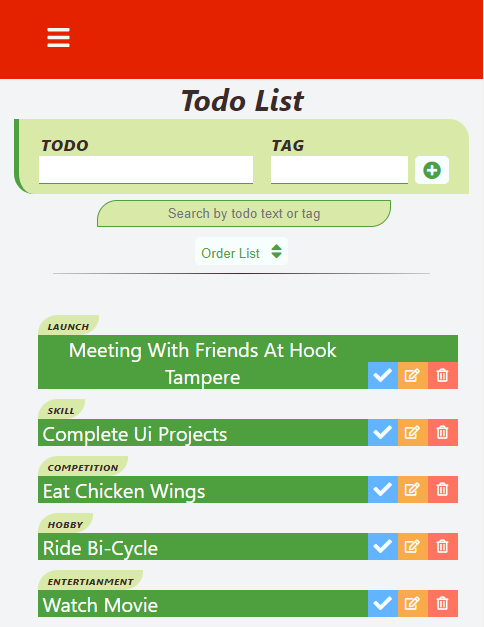 Todo List
TODO TAG
Search by todo text or tag
Order List
LAUNCH
Meeting With Friends At Hook
Tampere
SKILL
Complete Ui Projects
COMPETITION
Eat Chicken Wings
HOBBY
Ride Bi-Cycle
ENTERTIANMENT
Watch Movie